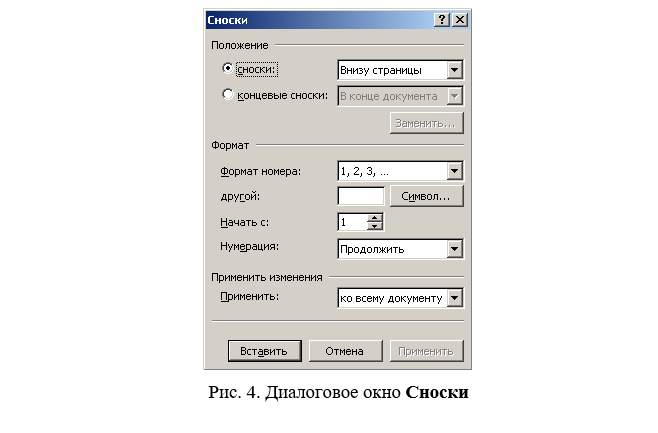 Сноски
Положение
сноски: Внизу страницы
концевые сноски: В конце документа
Заменить...
Формат
Формат номера: 1, 2, 3, ...
другой: Символ...
Начать с: 1
Нумерация: Продолжить
Применить изменения
Применить: ко всему документу
Вставить Отмена Применить
Рис. 4. Диалоговое окно Сноски